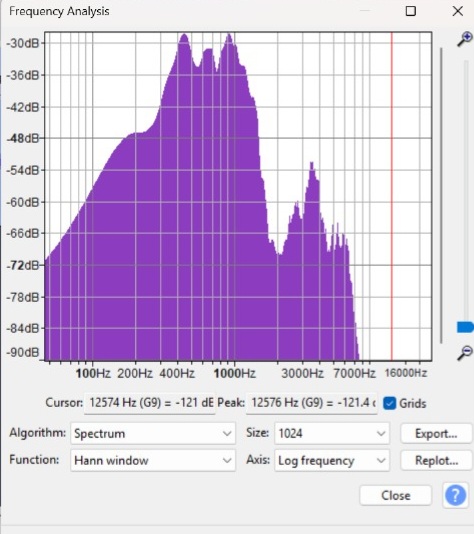 Frequency Analysis
-30dB
-36dB
-42dB
-48dB
-54dB
-60dB
-66dB
-72dB
-78dB
-84dB
-90dB
100Hz 200Hz 400Hz 1000Hz 3000Hz 7000Hz 16000Hz
Cursor: 12574 Hz (G9) = -121 dB Peak: 12576 Hz (G9) = -121.4 Grids
Algorithm: Spectrum Size: 1024 Export...
Function: Hann window Axis: Log frequency Replot...
Close ?